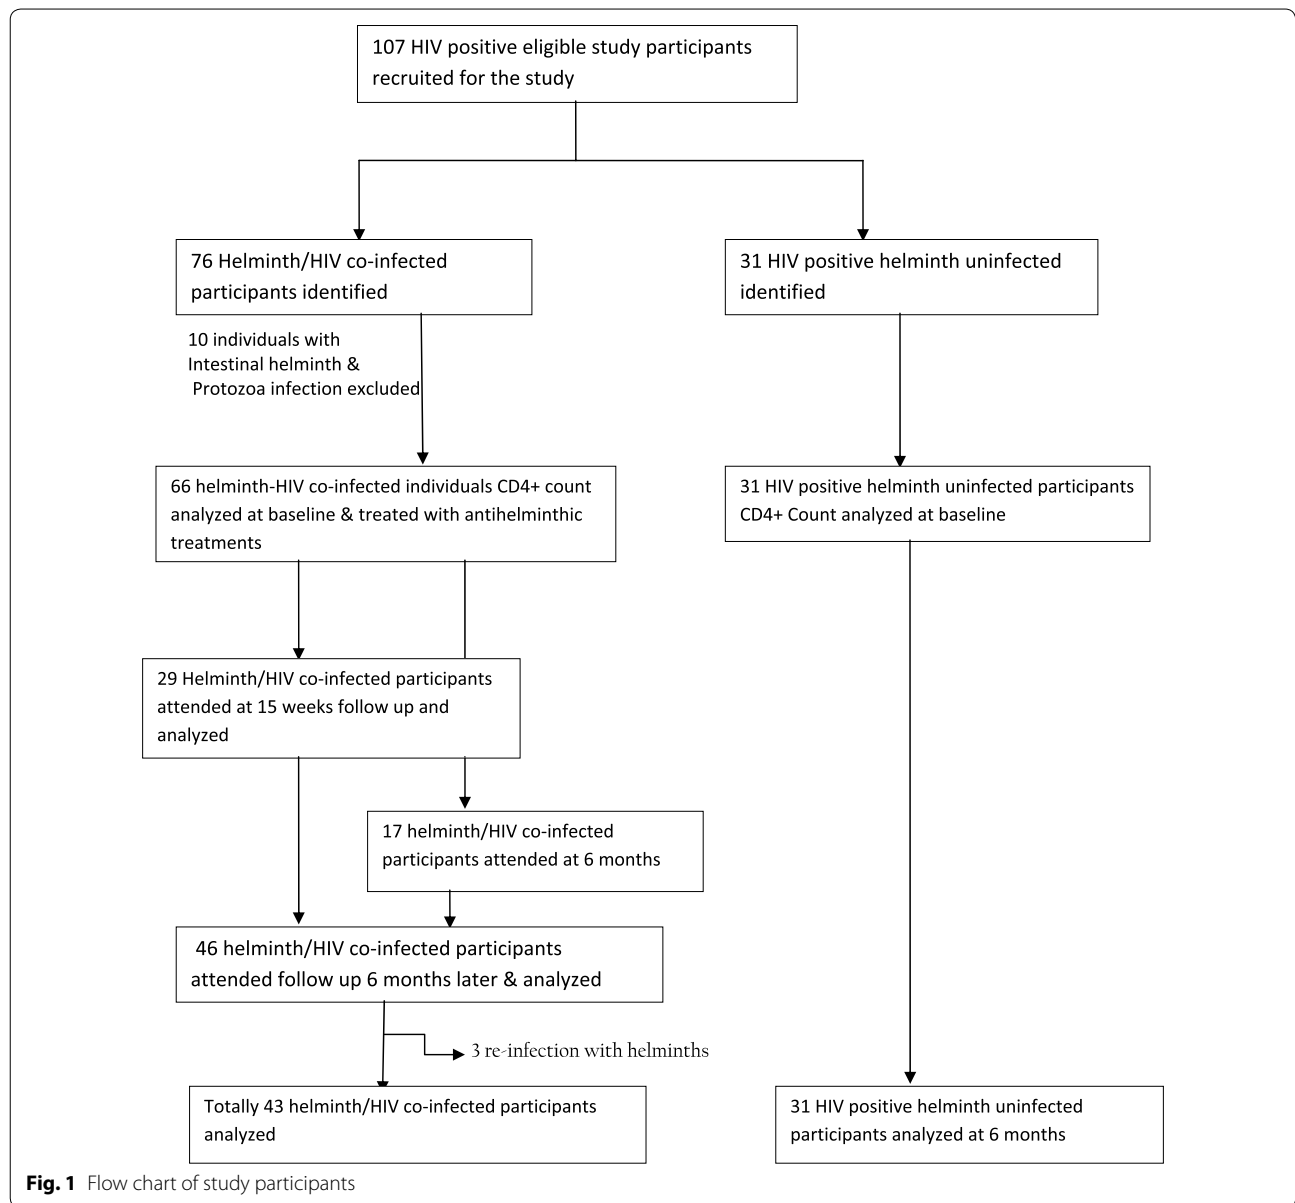 107 HIV positive eligible study participants
recruited for the study
76 Helminth/HIV co-infected
participants identified
31 HIV positive helminth uninfected
identified
10 individuals with
Intestinal helminth &
Protozoa infection excluded
66 helminth-HIV co-infected individuals CD4+ count
analyzed at baseline & treated with antihelminthic
treatments
31 HIV positive helminth uninfected participants
CD4+ Count analyzed at baseline
29 Helminth/HIV co-infected participants
attended at 15 weeks follow up and
analyzed
17 helminth/HIV co-infected
participants attended at 6 months
46 helminth/HIV co-infected participants
attended follow up 6 months later & analyzed
3 re-infection with helminths
Totally 43 helminth/HIV co-infected participants
analyzed
31 HIV positive helminth uninfected
participants analyzed at 6 months
Fig. 1 Flow chart of study participants